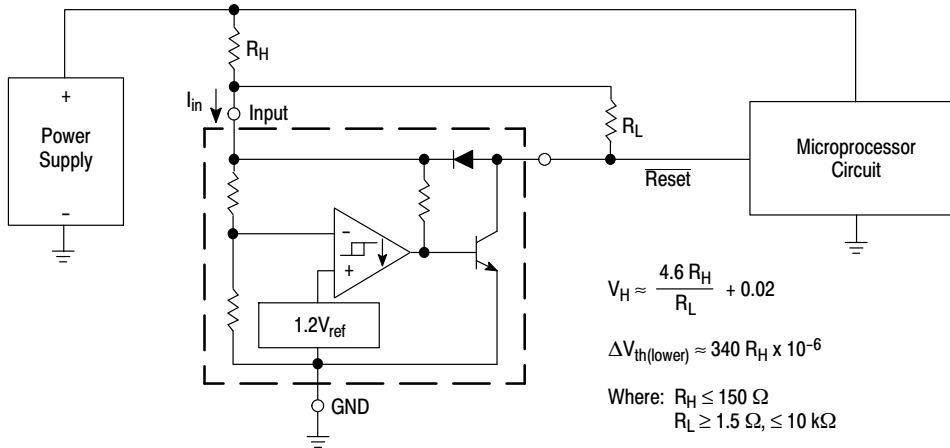 R_H
I_in
Input
R_L
+
Power
Supply
−
Microprocessor
Circuit
Reset
−
+
1.2V_ref
GND
V_H ≈ 4.6 R_H / R_L + 0.02
ΔV_th(lower) ≈ 340 R_H x 10^−6
Where: R_H ≤ 150 Ω
R_L ≥ 1.5 Ω, ≤ 10 kΩ